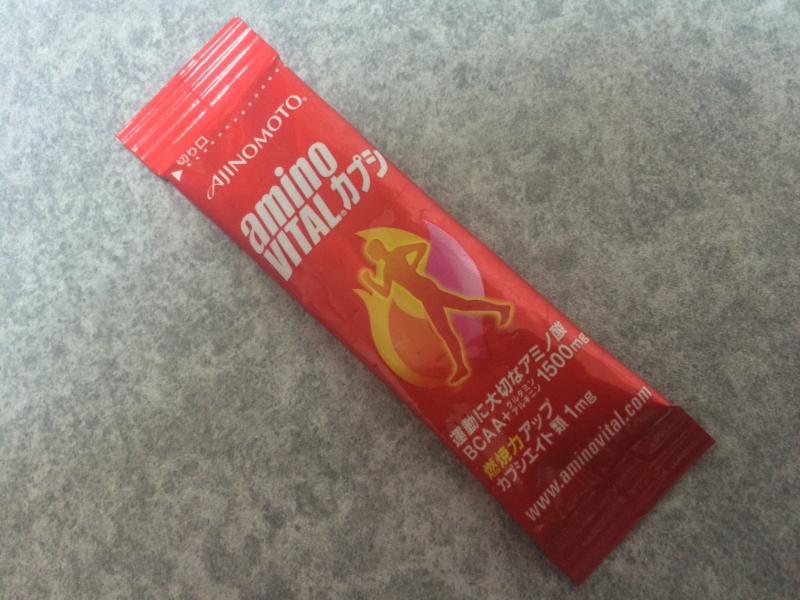 切り口
AJINOMOTO®
amino
VITAL® カプシ
運動に大切なアミノ酸
BCAA+グルタミン アルギニン 1500mg
燃焼力アップ
カプシエイト類 1mg
www.aminovital.com